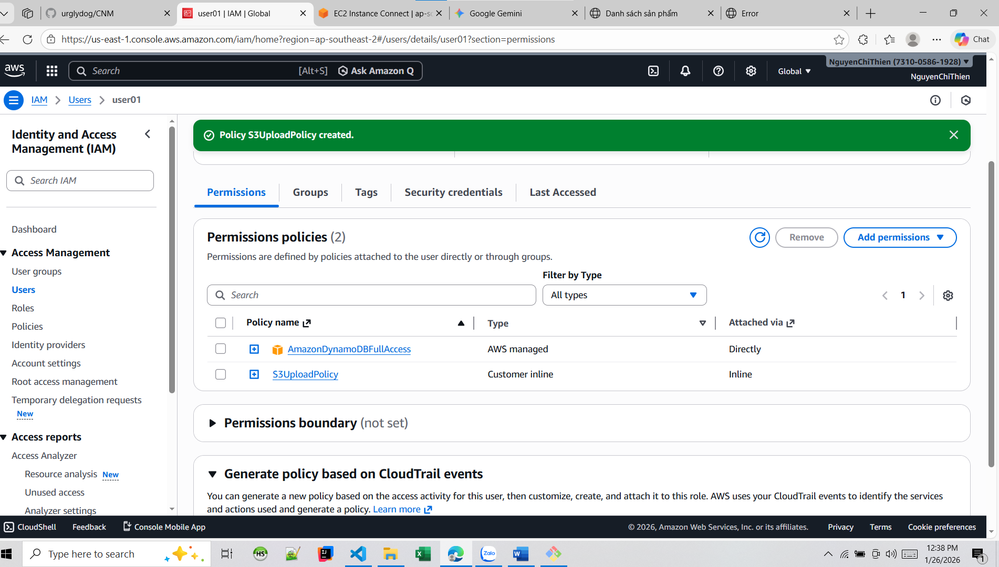 urglydog/CNM
user01 | IAM | Global
EC2 Instance Connect | ap-so
Google Gemini
Danh sách sản phẩm
Error
https://us-east-1.console.aws.amazon.com/iam/home?region=ap-southeast-2#/users/details/user01?section=permissions
Chat
aws
Search
[Alt+S]
Ask Amazon Q
Global
NguyenChiThien (7310-0586-1928)
NguyenChiThien
IAM
Users
user01
Identity and Access
Management (IAM)
Search IAM
Dashboard
Access Management
User groups
Users
Roles
Policies
Identity providers
Account settings
Root access management
Temporary delegation requests
New
Access reports
Access Analyzer
Resource analysis New
Unused access
Analyzer settings
Policy S3UploadPolicy created.
Permissions
Groups
Tags
Security credentials
Last Accessed
Permissions policies (2)
Remove
Add permissions
Permissions are defined by policies attached to the user directly or through groups.
Filter by Type
Search
All types
1
Policy name
Type
Attached via
AmazonDynamoDBFullAccess
AWS managed
Directly
S3UploadPolicy
Customer inline
Inline
Permissions boundary (not set)
Generate policy based on CloudTrail events
You can generate a new policy based on the access activity for this user, then customize, create, and attach it to this role. AWS uses your CloudTrail events to identify the services
and actions used and generate a policy. Learn more
CloudShell
Feedback
Console Mobile App
© 2026, Amazon Web Services, Inc. or its affiliates.
Privacy
Terms
Cookie preferences
Type here to search
HS
IJ
Zalo
12:38 PM
1/26/2026
1